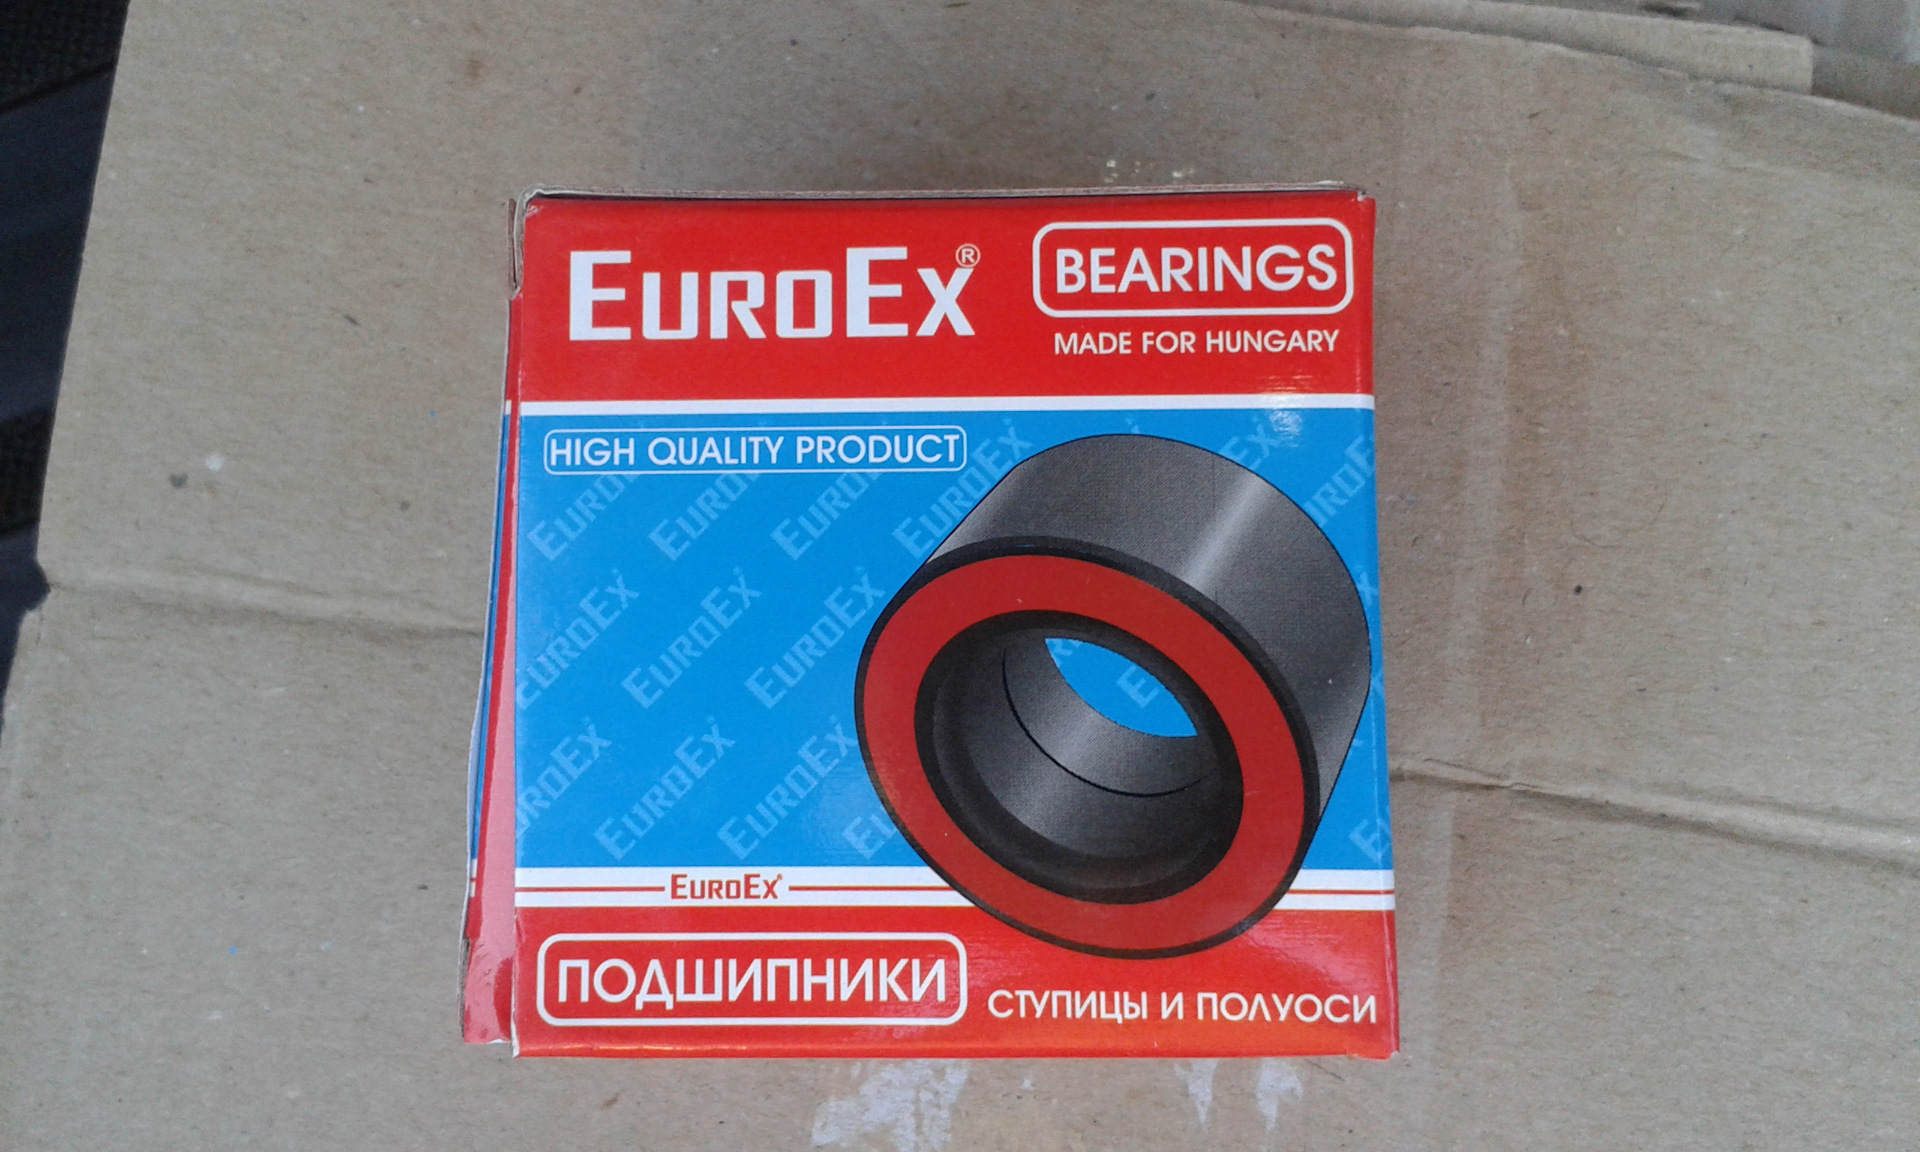 EUROEX®
BEARINGS
MADE FOR HUNGARY
HIGH QUALITY PRODUCT
EUROEX
ПОДШИПНИКИ
СТУПИЦЫ И ПОЛУОСИ